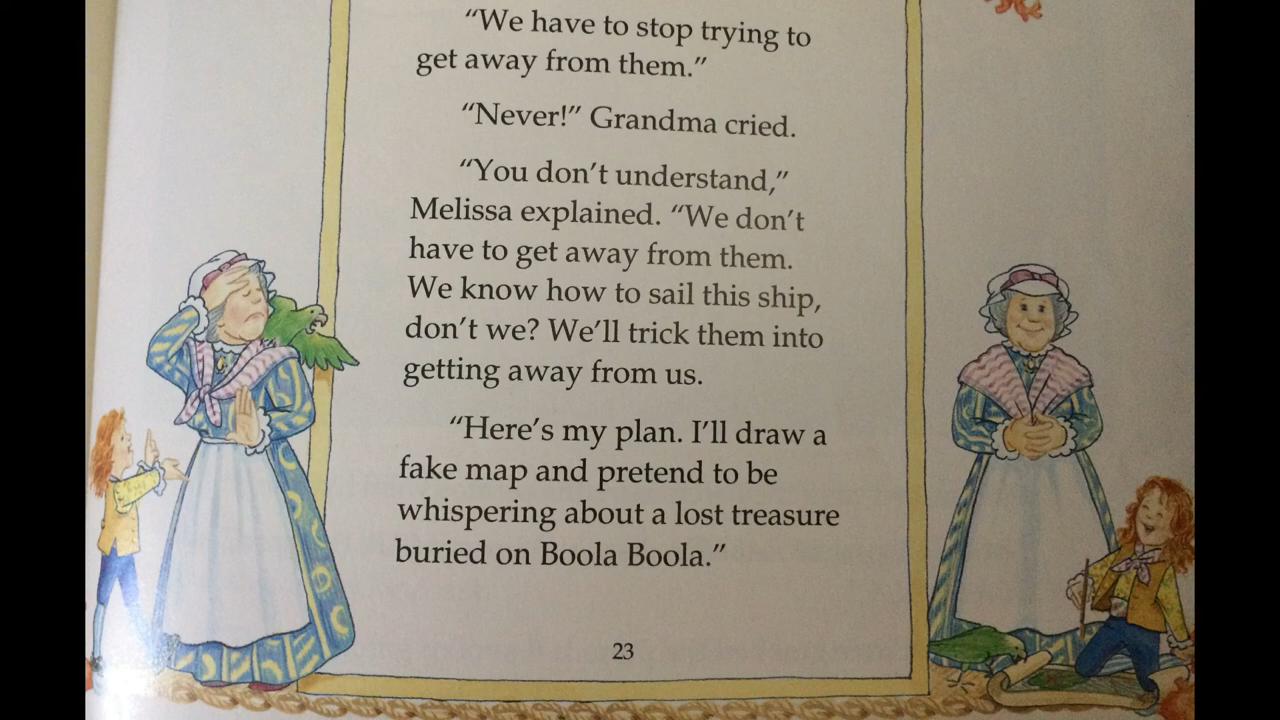 “We have to stop trying to
get away from them.”
“Never!” Grandma cried.
“You don’t understand,”
Melissa explained. “We don’t
have to get away from them.
We know how to sail this ship,
don’t we? We’ll trick them into
getting away from us.
“Here’s my plan. I’ll draw a
fake map and pretend to be
whispering about a lost treasure
buried on Boola Boola.”
23